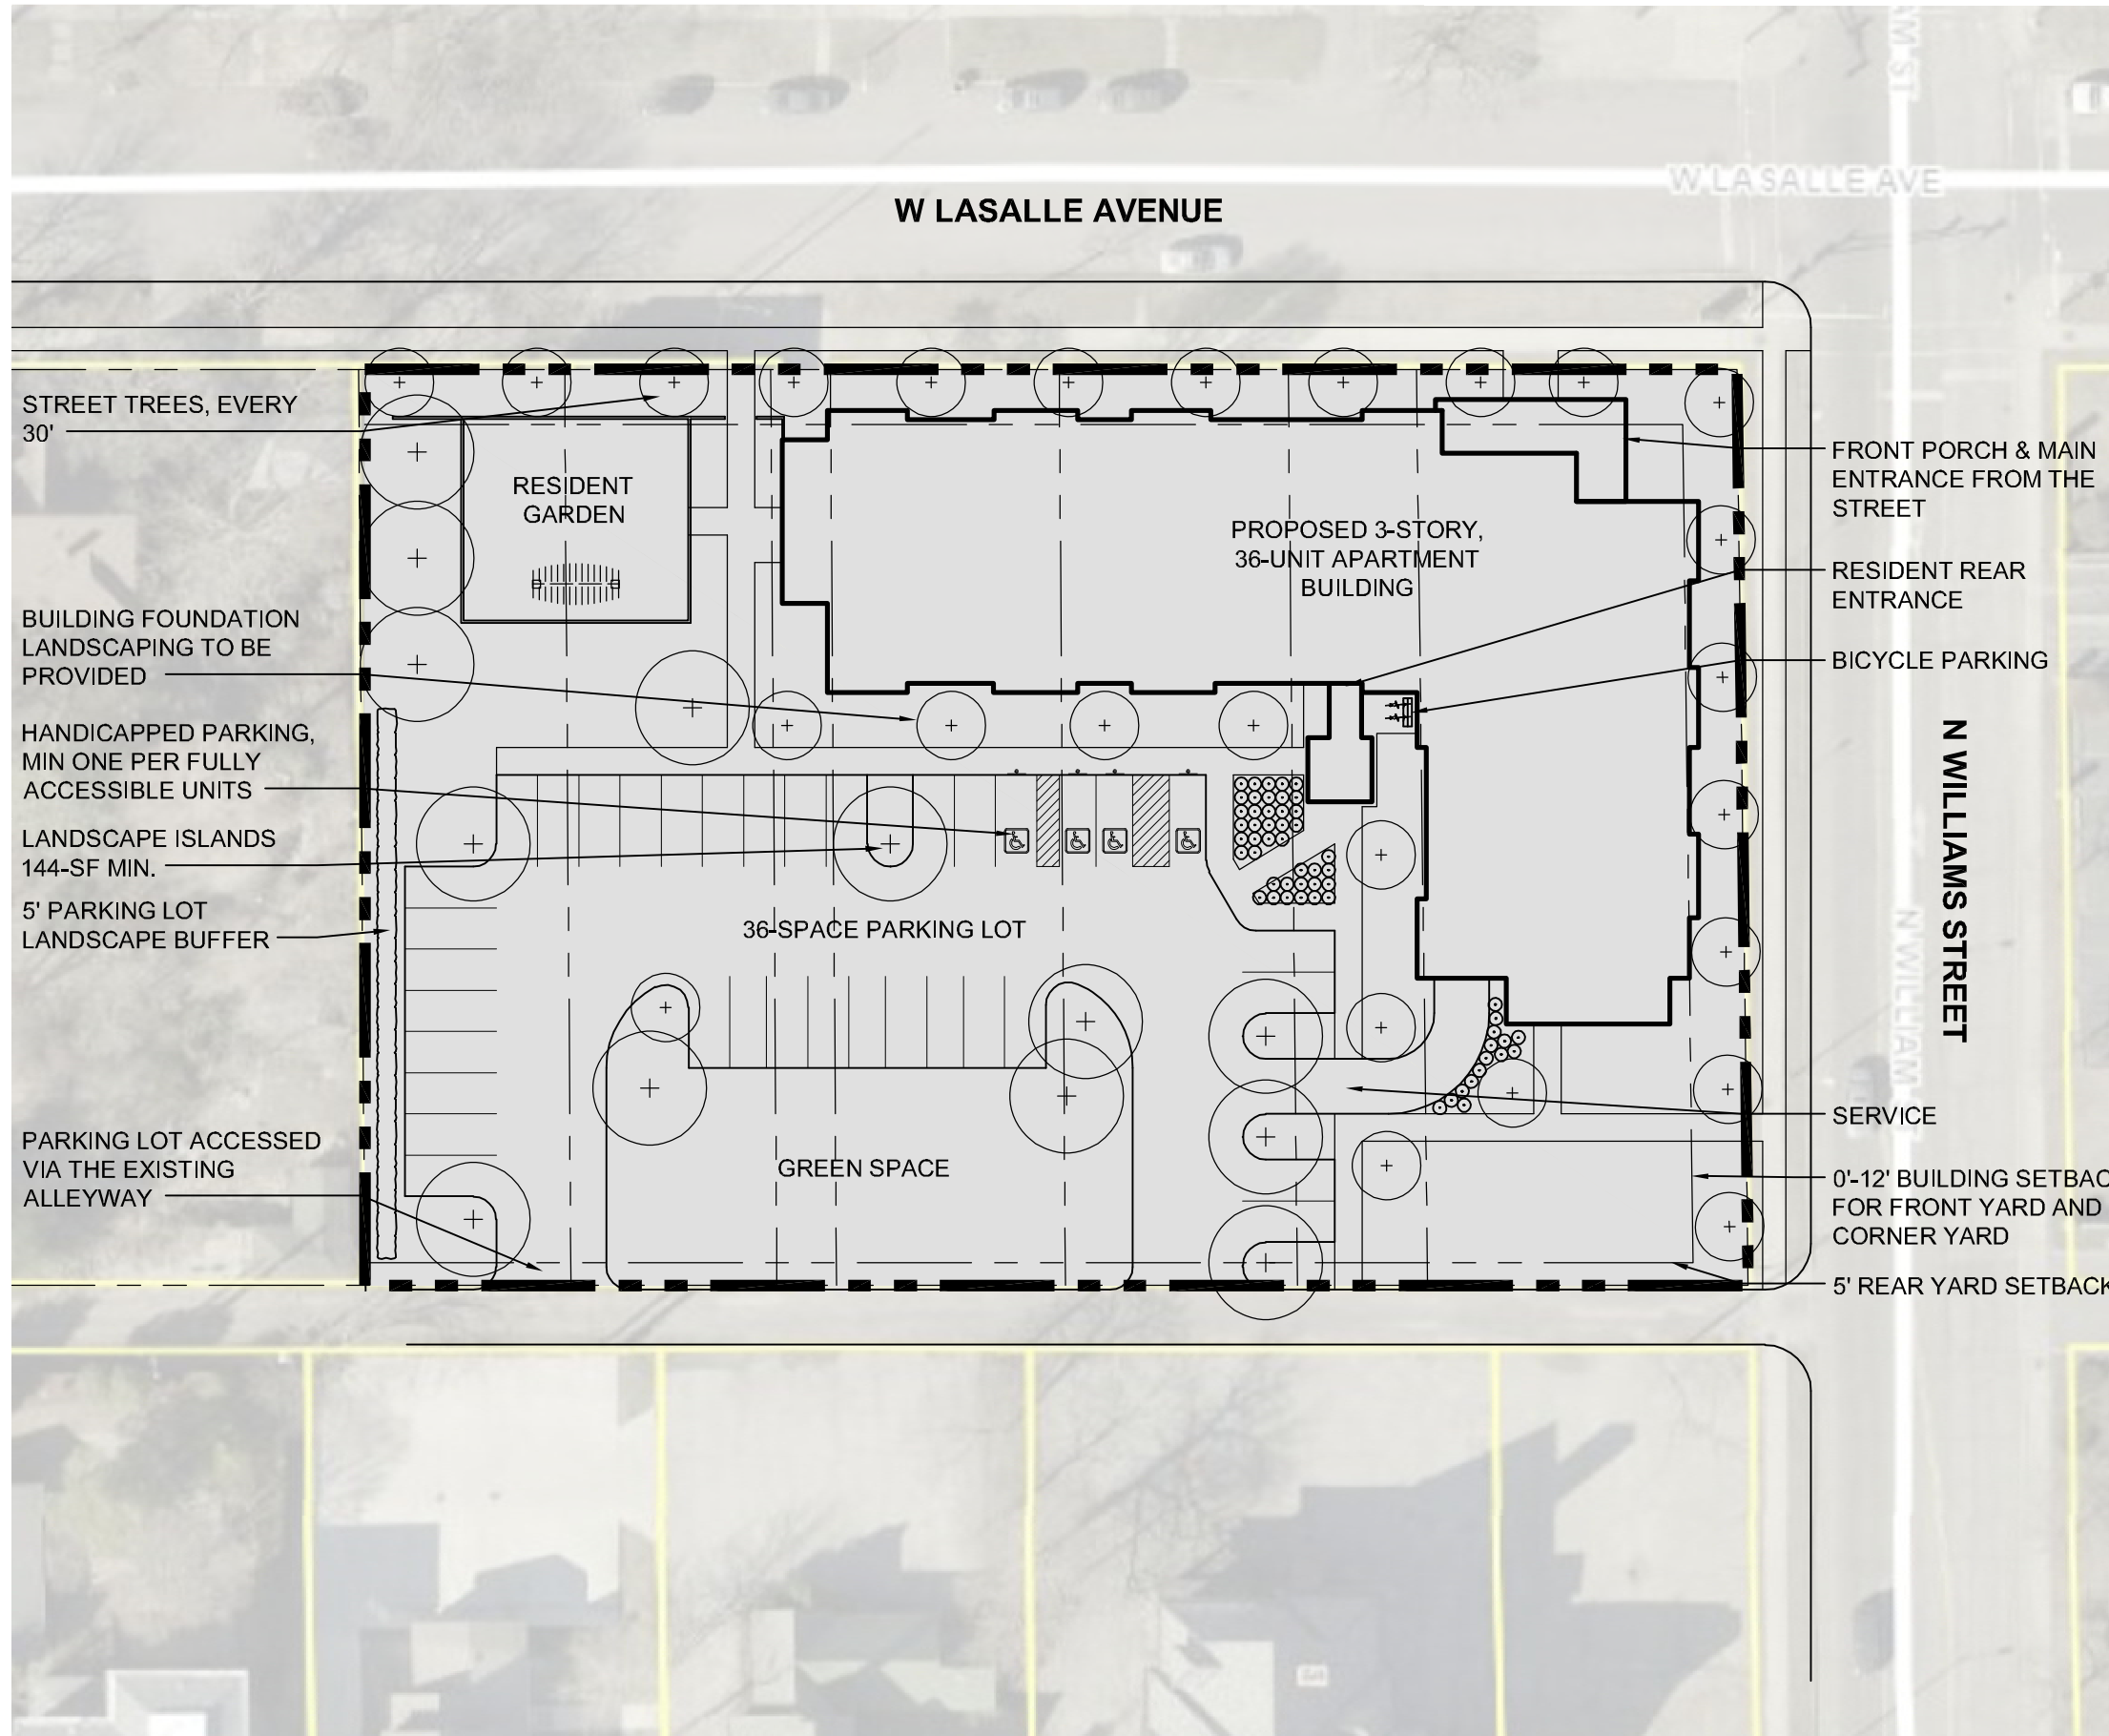 AM ST
W LASALLE AVE
W LASALLE AVENUE
STREET TREES, EVERY
30'
RESIDENT
GARDEN
PROPOSED 3-STORY,
36-UNIT APARTMENT
BUILDING
FRONT PORCH & MAIN
ENTRANCE FROM THE
STREET
RESIDENT REAR
ENTRANCE
BICYCLE PARKING
BUILDING FOUNDATION
LANDSCAPING TO BE
PROVIDED
HANDICAPPED PARKING,
MIN ONE PER FULLY
ACCESSIBLE UNITS
LANDSCAPE ISLANDS
144-SF MIN.
5' PARKING LOT
LANDSCAPE BUFFER
36-SPACE PARKING LOT
N WILLIAMS STREET
N WILLIAM ST
PARKING LOT ACCESSED
VIA THE EXISTING
ALLEYWAY
GREEN SPACE
SERVICE
0'-12' BUILDING SETBAC
FOR FRONT YARD AND
CORNER YARD
5' REAR YARD SETBACK